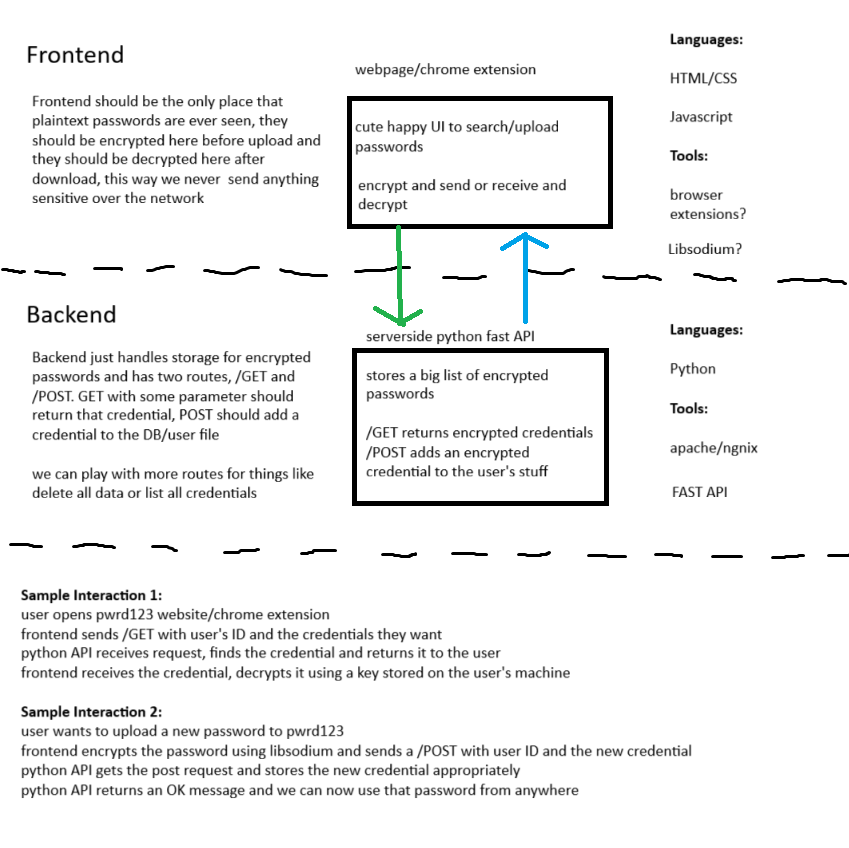 Frontend
Frontend should be the only place that
plaintext passwords are ever seen, they
should be encrypted here before upload and
they should be decrypted here after
download, this way we never send anything
sensitive over the network
webpage/chrome extension
cute happy UI to search/upload
passwords
encrypt and send or receive and
decrypt
Languages:
HTML/CSS
Javascript
Tools:
browser
extensions?
Libsodium?
Backend
Backend just handles storage for encrypted
passwords and has two routes, /GET and
/POST. GET with some parameter should
return that credential, POST should add a
credential to the DB/user file
we can play with more routes for things like
delete all data or list all credentials
serverside python fast API
stores a big list of encrypted
passwords
/GET returns encrypted credentials
/POST adds an encrypted
credential to the user's stuff
Languages:
Python
Tools:
apache/ngnix
FAST API
Sample Interaction 1:
user opens pwrd123 website/chrome extension
frontend sends /GET with user's ID and the credentials they want
python API receives request, finds the credential and returns it to the user
frontend receives the credential, decrypts it using a key stored on the user's machine
Sample Interaction 2:
user wants to upload a new password to pwrd123
frontend encrypts the password using libsodium and sends a /POST with user ID and the new credential
python API gets the post request and stores the new credential appropriately
python API returns an OK message and we can now use that password from anywhere